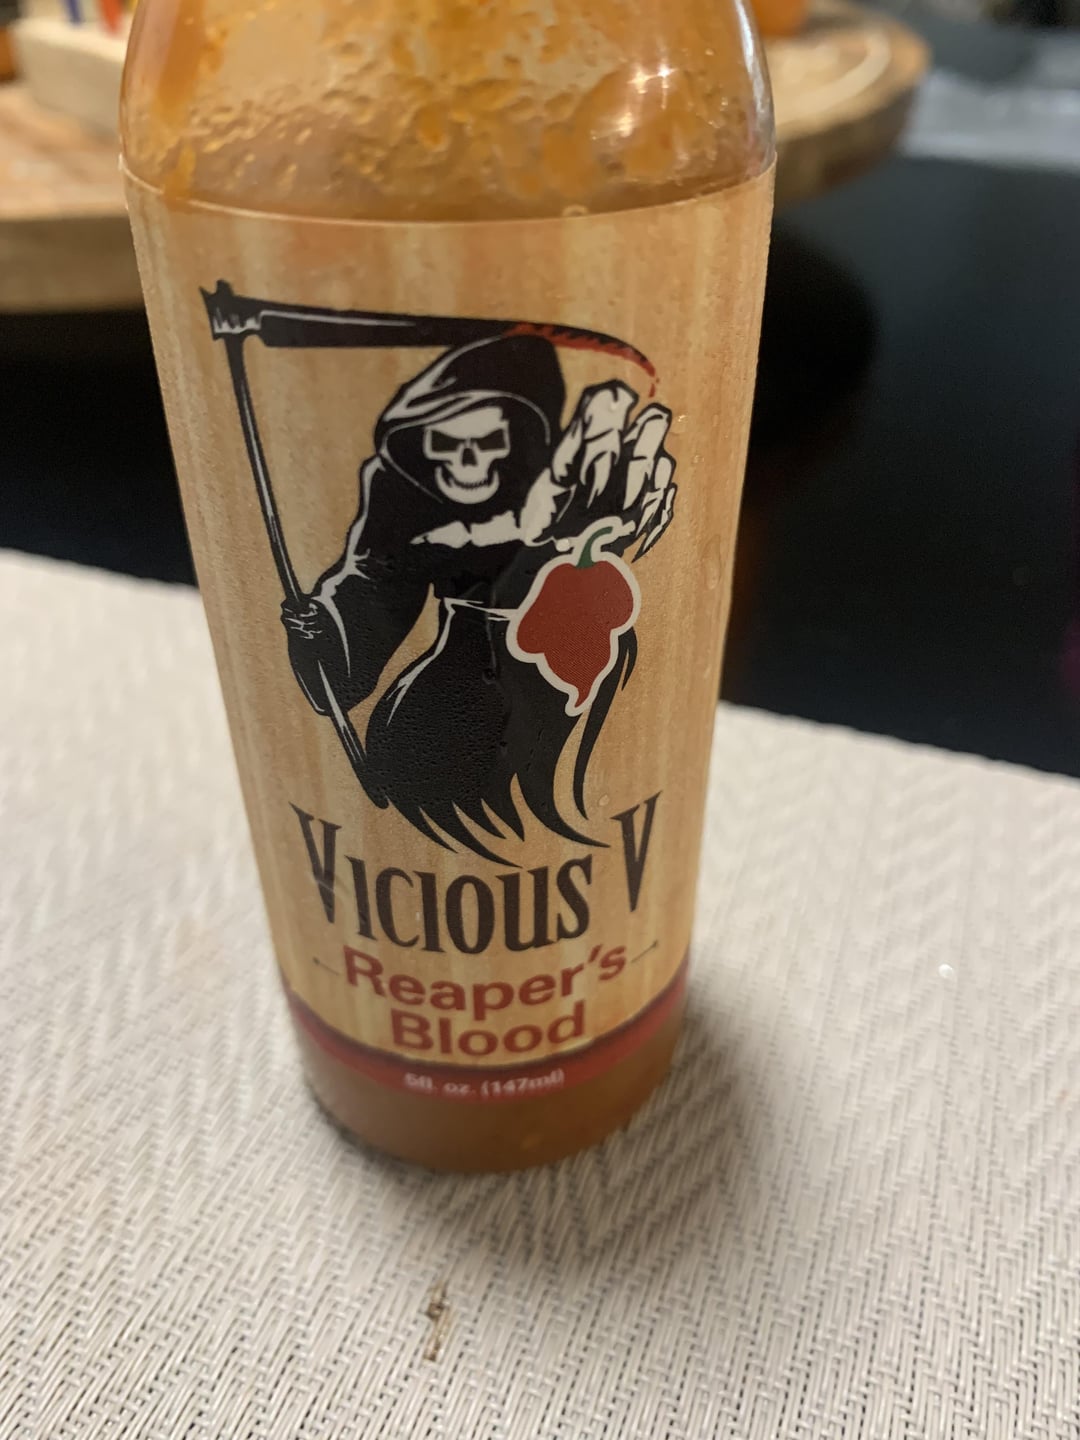 Vicious V
Reaper's
Blood
5fl. oz. (147ml)